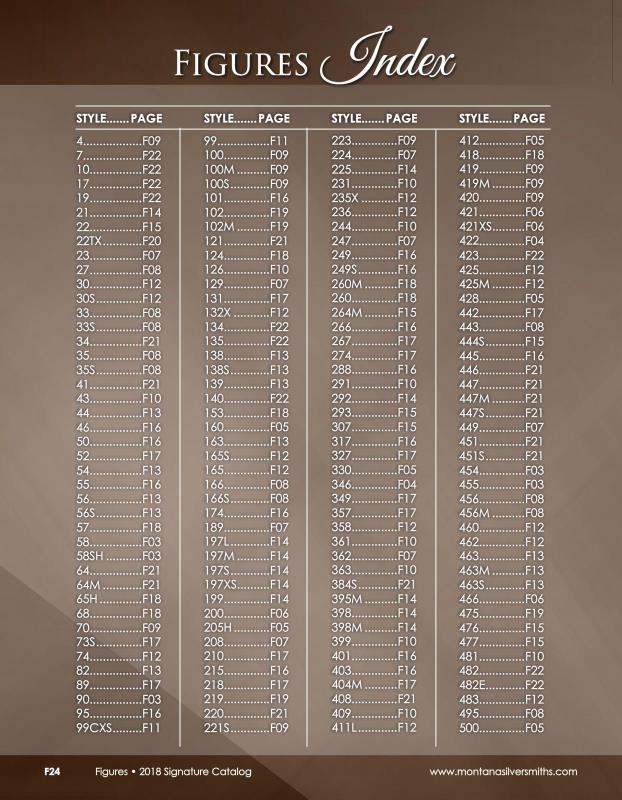 FIGURES Index
STYLE.......PAGE
4................F09
7................F22
10...............F22
17...............F22
19...............F22
21...............F14
22...............F15
22TX...........F20
23...............F07
27...............F08
30...............F12
30S.............F12
33...............F08
33S.............F08
34...............F21
35...............F08
35S.............F08
41...............F21
43...............F10
44...............F13
46...............F16
50...............F16
52...............F17
54...............F13
55...............F16
56...............F13
56S.............F13
57...............F18
58...............F03
58SH ..........F03
64...............F21
64M ............F21
65H .............F18
68...............F18
70...............F09
73S..............F17
74...............F12
82...............F13
89...............F17
90...............F03
95...............F16
99CXS.........F11
STYLE.......PAGE
99...............F11
100.............F09
100M ..........F09
100S...........F09
101.............F16
102.............F19
102M ..........F19
121.............F21
124.............F18
126.............F10
129.............F07
131.............F17
132X ...........F12
134.............F22
135.............F22
138.............F13
138S...........F13
139.............F13
140.............F22
153.............F18
160.............F05
163.............F13
165S...........F12
165.............F12
166.............F08
166S...........F08
174.............F16
189.............F07
197L...........F14
197M ..........F14
197S...........F14
197XS.........F14
199.............F14
200.............F06
205H ..........F05
208.............F07
210.............F17
215.............F16
218.............F17
219.............F19
220.............F21
221S...........F09
STYLE.......PAGE
223.............F09
224.............F07
225.............F14
231.............F10
235X ...........F12
236.............F12
244.............F10
247.............F07
249.............F16
249S...........F16
260M ..........F18
260.............F18
264M ..........F15
266.............F16
267.............F17
274.............F17
288.............F16
291.............F10
292.............F14
293.............F15
307.............F15
317.............F16
327.............F17
330.............F05
346.............F04
349.............F17
357.............F17
358.............F12
361.............F10
362.............F07
363.............F10
384S...........F21
395M ..........F14
398.............F14
398M ..........F14
399.............F10
401.............F16
403.............F16
404M ..........F17
408.............F21
409.............F10
411L...........F12
STYLE.......PAGE
412.............F05
418.............F18
419.............F09
419M ..........F09
420.............F09
421.............F06
421XS.........F06
422.............F04
423.............F22
425.............F12
425M ..........F12
428.............F05
442.............F17
443.............F08
444S...........F15
445.............F16
446.............F21
447.............F21
447M ..........F21
447S...........F21
449.............F07
451.............F21
451S...........F21
454.............F03
455.............F03
456.............F08
456M ..........F08
460.............F12
462.............F12
463.............F13
463M ..........F13
463S...........F13
466.............F06
475.............F19
476.............F15
477.............F15
481.............F10
482.............F22
482E...........F22
483.............F12
495.............F08
500.............F05
F24 Figures • 2018 Signature Catalog www.montanasilversmiths.com